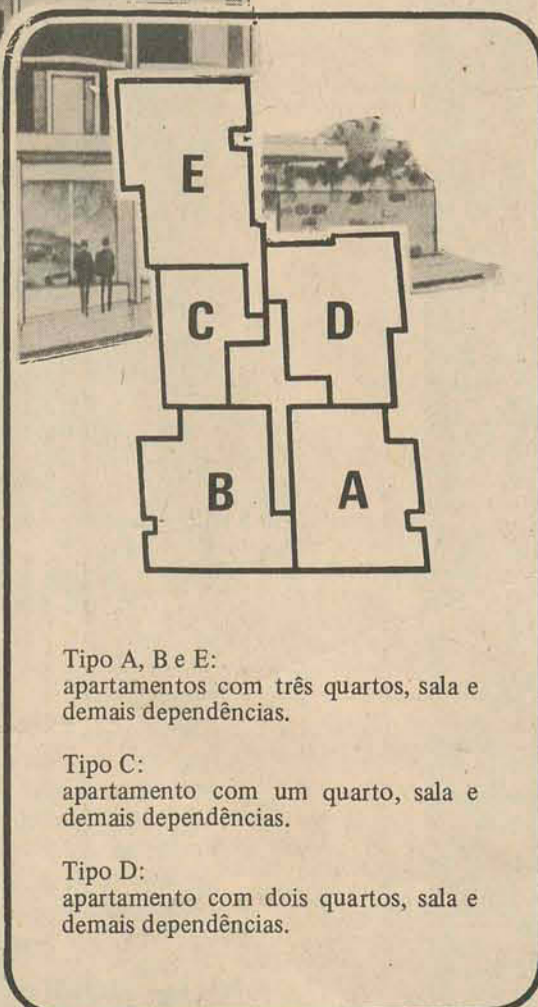 E
C D
B A
Tipo A, B e E:
apartamentos com três quartos, sala e
demais dependências.
Tipo C:
apartamento com um quarto, sala e
demais dependências.
Tipo D:
apartamento com dois quartos, sala e
demais dependências.